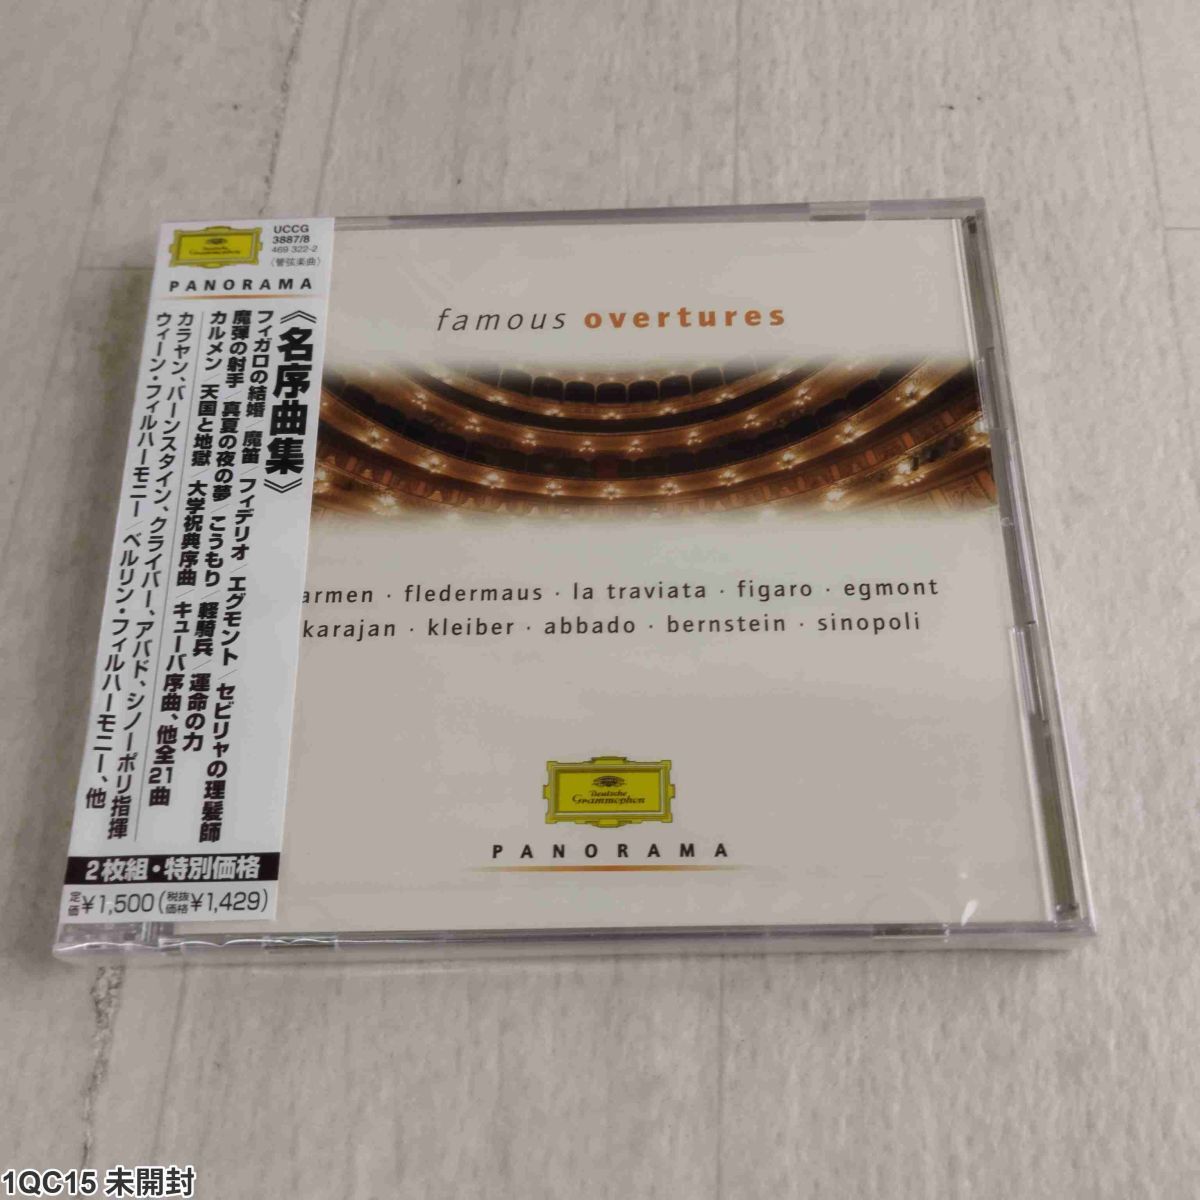 Deutsche
Grammophon
UCCG
3887/8
469 322-2
〈管弦楽曲〉
PANORAMA
《名序曲集》
フィガロの結婚/魔笛/フィデリオ/エグモント/セビリャの理髪師
魔弾の射手/真夏の夜の夢/こうもり/軽騎兵/運命の力
カルメン/天国と地獄/大学祝典序曲/キューバ序曲、他全21曲
カラヤン、バーンスタイン、クライバー、アバド、シノーポリ指揮
ウィーン・フィルハーモニー/ベルリン・フィルハーモニー、他
2枚組・特別価格
定価¥1,500(税抜価格¥1,429)
famous overtures
armen · fledermaus · la traviata · figaro · egmont
karajan · kleiber · abbado · bernstein · sinopoli
Deutsche
Grammophon
PANORAMA
1QC15 未開封